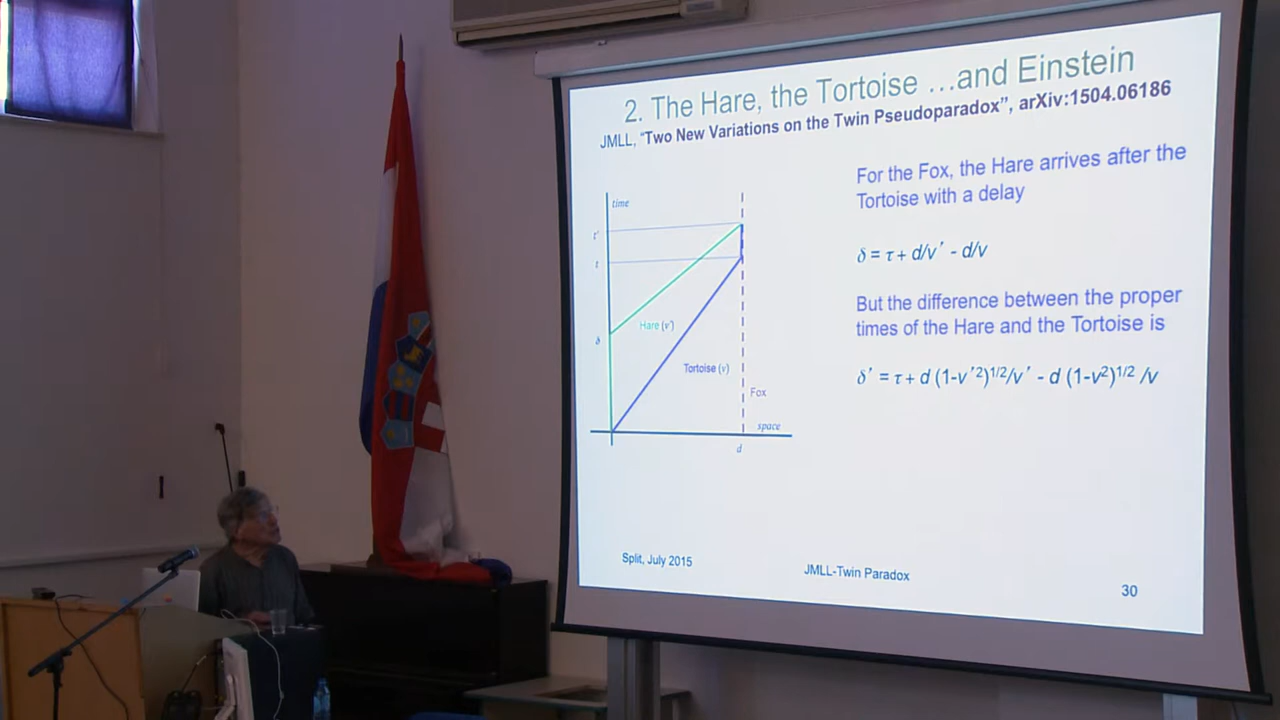 2. The Hare, the Tortoise …and Einstein
JMLL, "Two New Variations on the Twin Pseudoparadox", arXiv:1504.06186
For the Fox, the Hare arrives after the
Tortoise with a delay
δ = τ + d/v' - d/v
But the difference between the proper
times of the Hare and the Tortoise is
δ' = τ + d (1-v'²)^1/2/v' - d (1-v²)^1/2 /v
time
t'
t
Hare (v')
δ
Tortoise (v)
Fox
space
d
Split, July 2015
JMLL-Twin Paradox
30